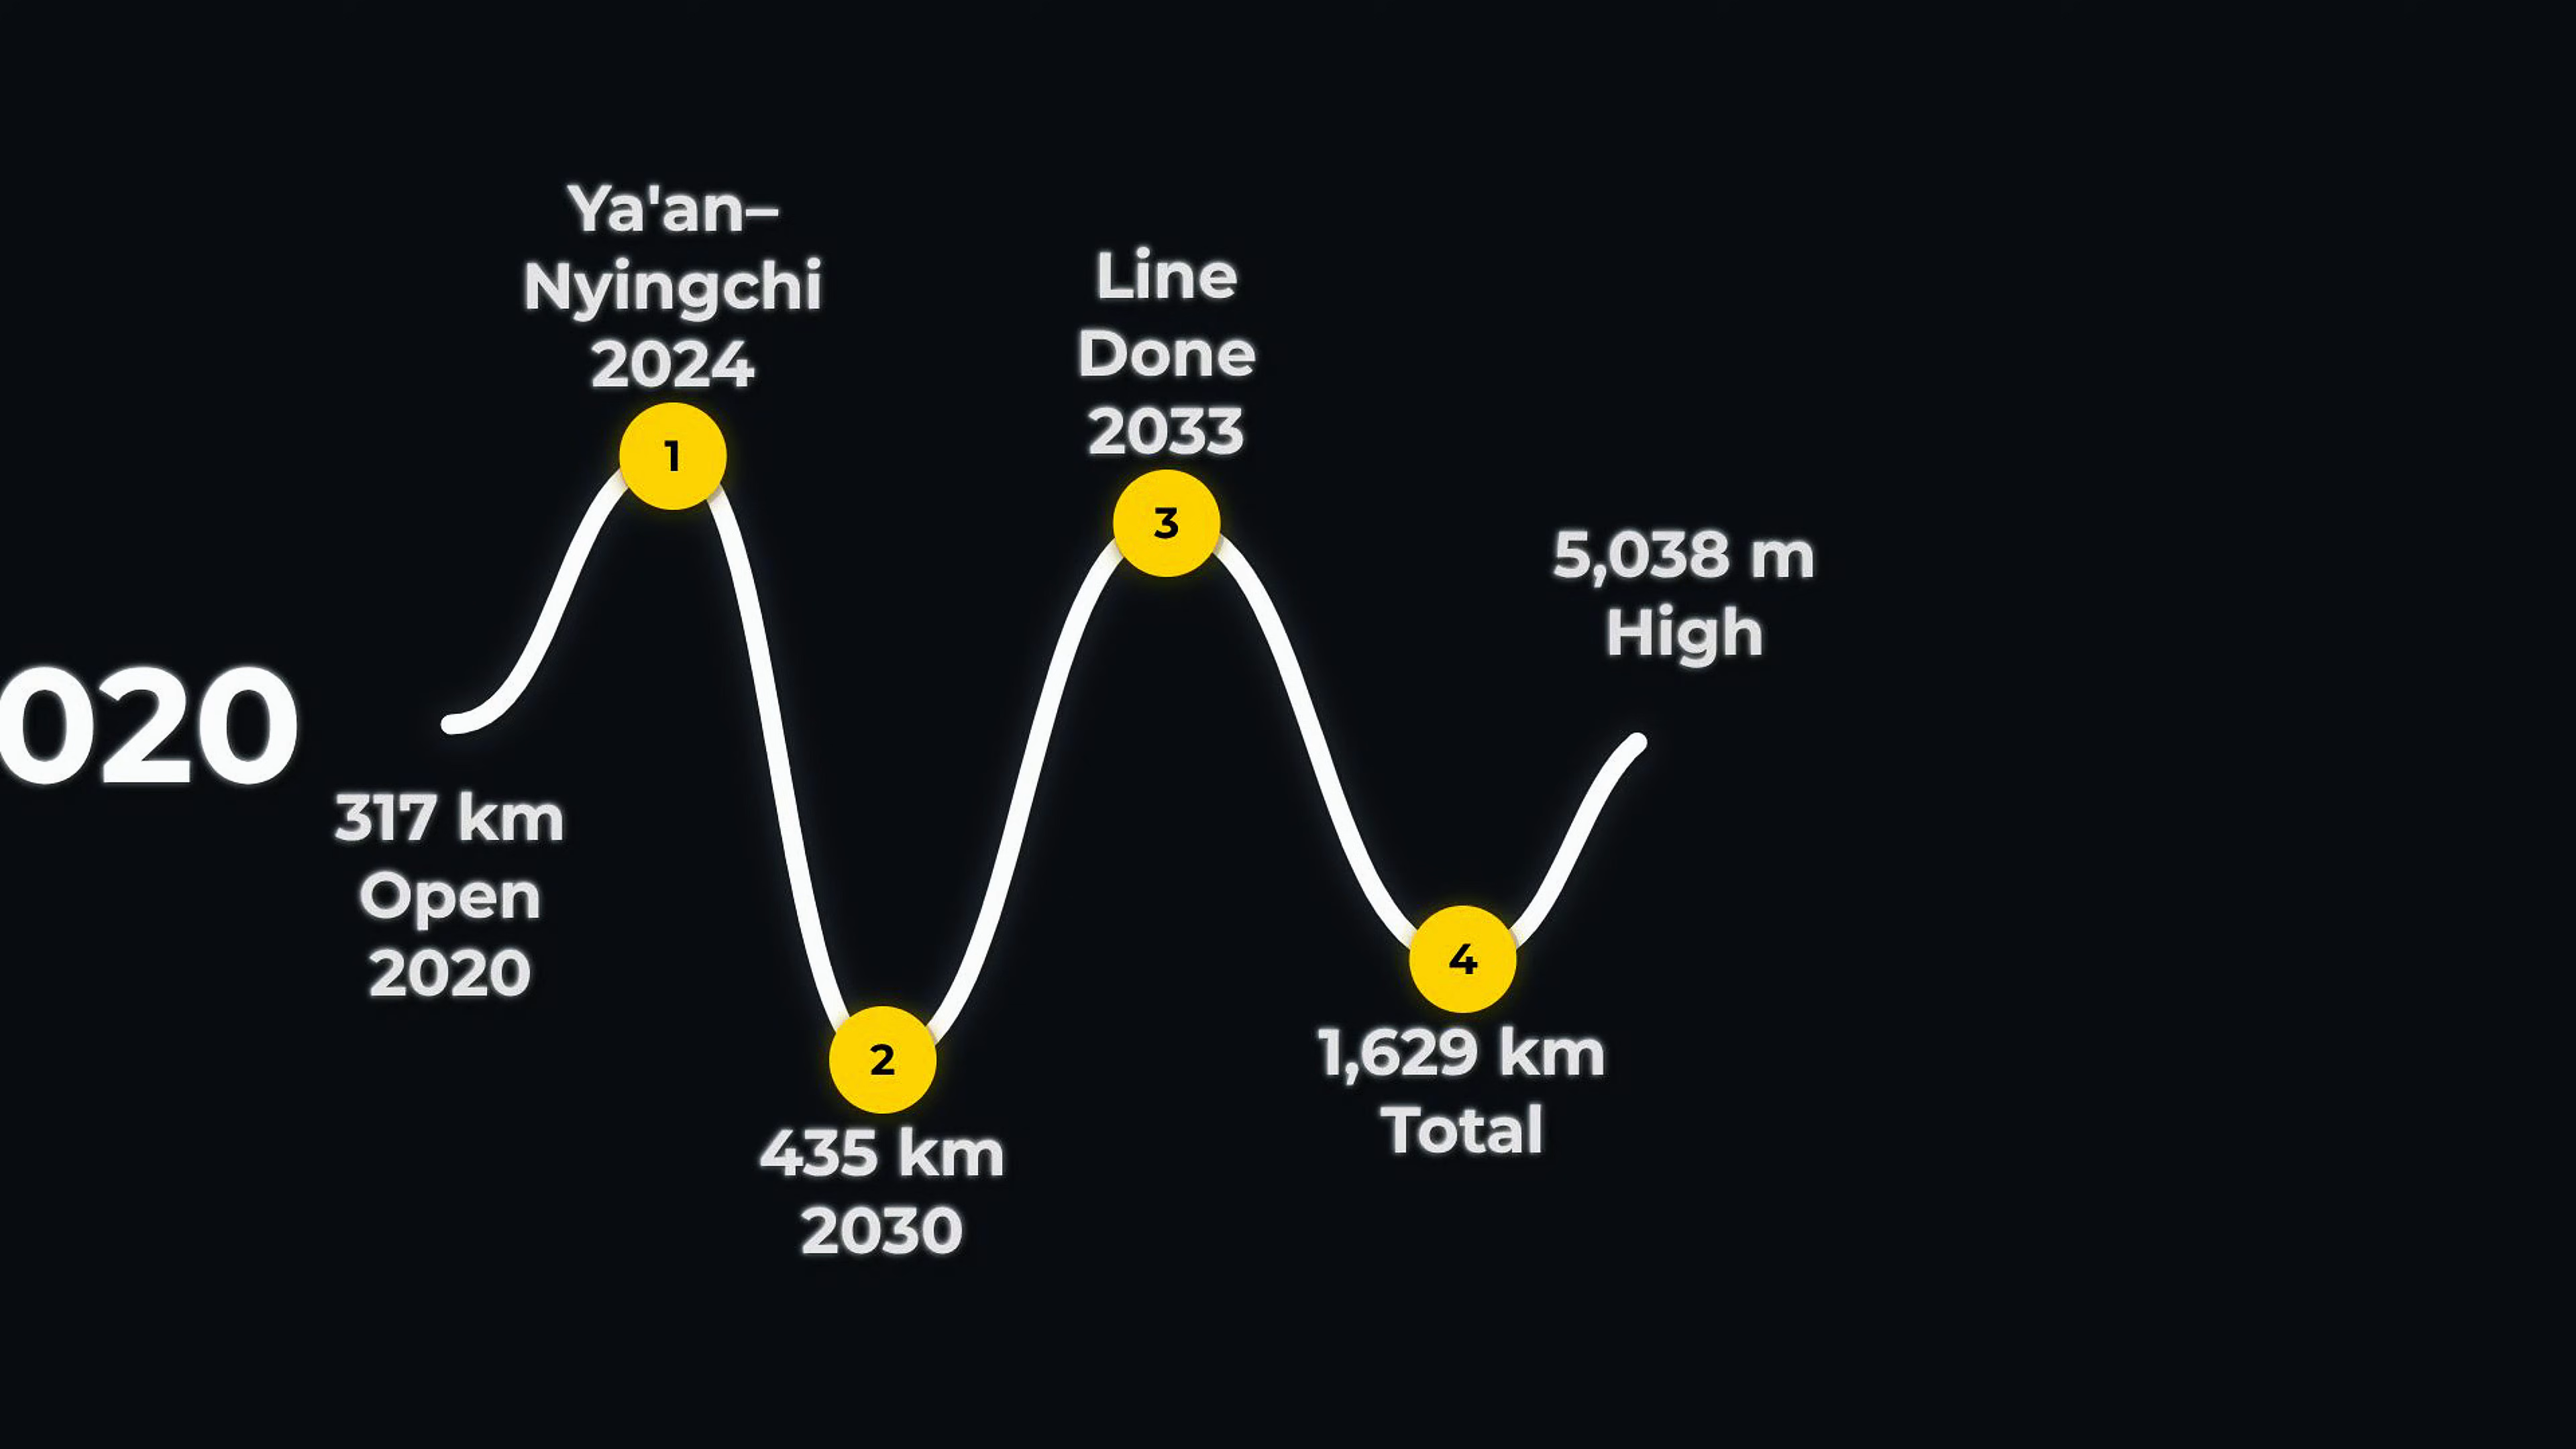 020
317 km
Open
2020
Ya'an–
Nyingchi
2024
1
2
435 km
2030
Line
Done
2033
3
4
1,629 km
Total
5,038 m
High